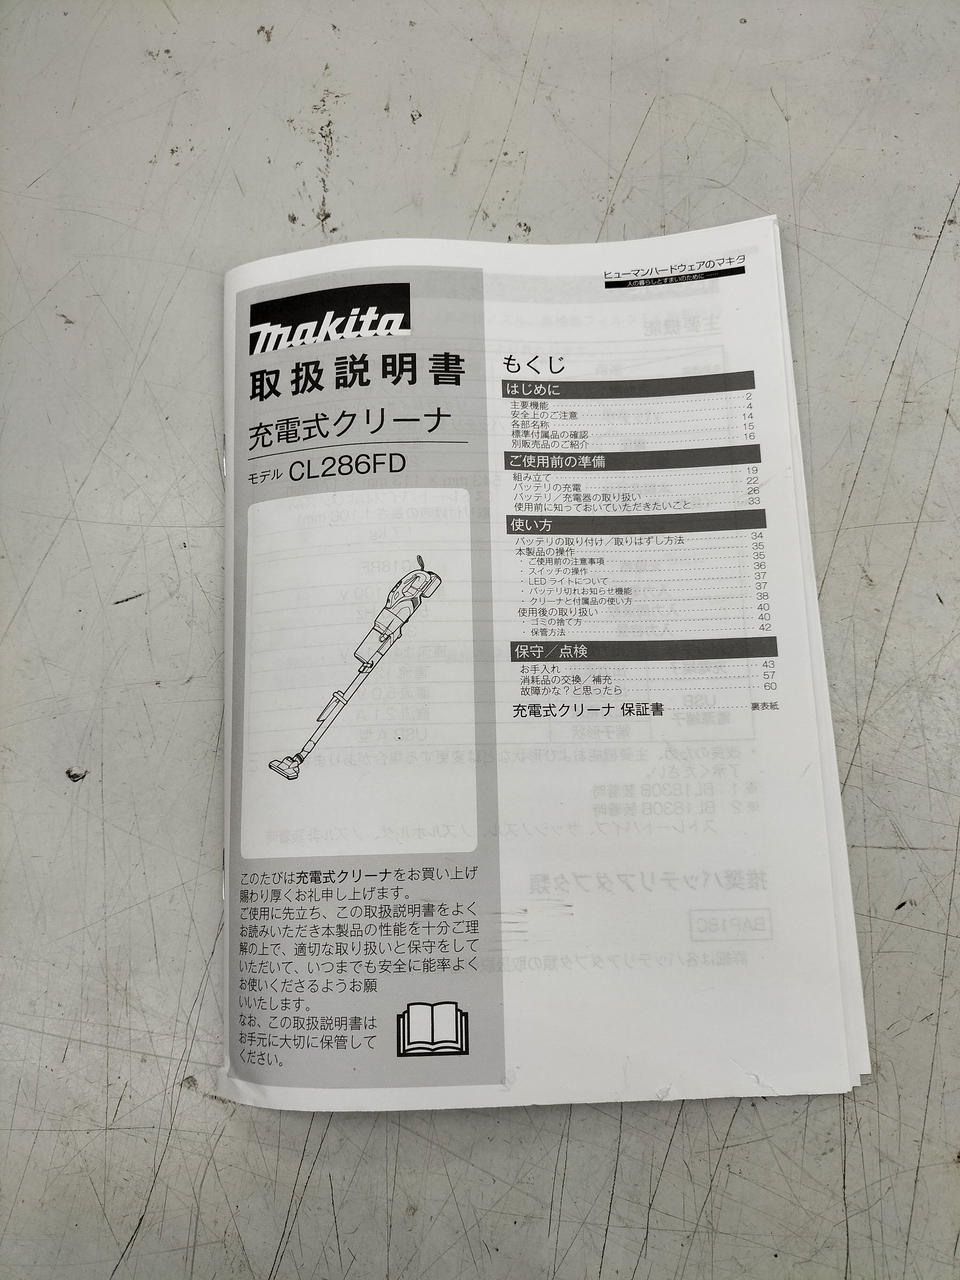 makita
取扱説明書
充電式クリーナ
モデル CL286FD
このたびは充電式クリーナをお買い上げ
賜わり厚くお礼申し上げます。
ご使用に先立ち、この取扱説明書をよく
お読みいただき本製品の性能を十分ご理
解の上で、適切な取り扱いと保守をして
いただいて、いつまでも安全に能率よく
お使いくださるようお願
いいたします。
なお、この取扱説明書は
お手元に大切に保管して
ください。
ヒューマンハードウェアのマキタ
人の暮らしとすまいのために ……
もくじ
はじめに
主要機能 2
安全上のご注意 4
各部名称 14
標準付属品の確認 15
別販売品のご紹介 16
ご使用前の準備
組み立て 19
バッテリの充電 22
バッテリ／充電器の取り扱い 26
使用前に知っておいていただきたいこと 33
使い方
バッテリの取り付け／取りはずし方法 34
本製品の操作 35
・ご使用前の注意事項 35
・スイッチの操作 36
・LEDライトについて 37
・バッテリ切れお知らせ機能 37
・クリーナと付属品の使い方 38
使用後の取り扱い 40
・ゴミの捨て方 40
・保管方法 42
保守／点検
お手入れ 43
消耗品の交換／補充 57
故障かな？と思ったら 60
充電式クリーナ 保証書 裏表紙